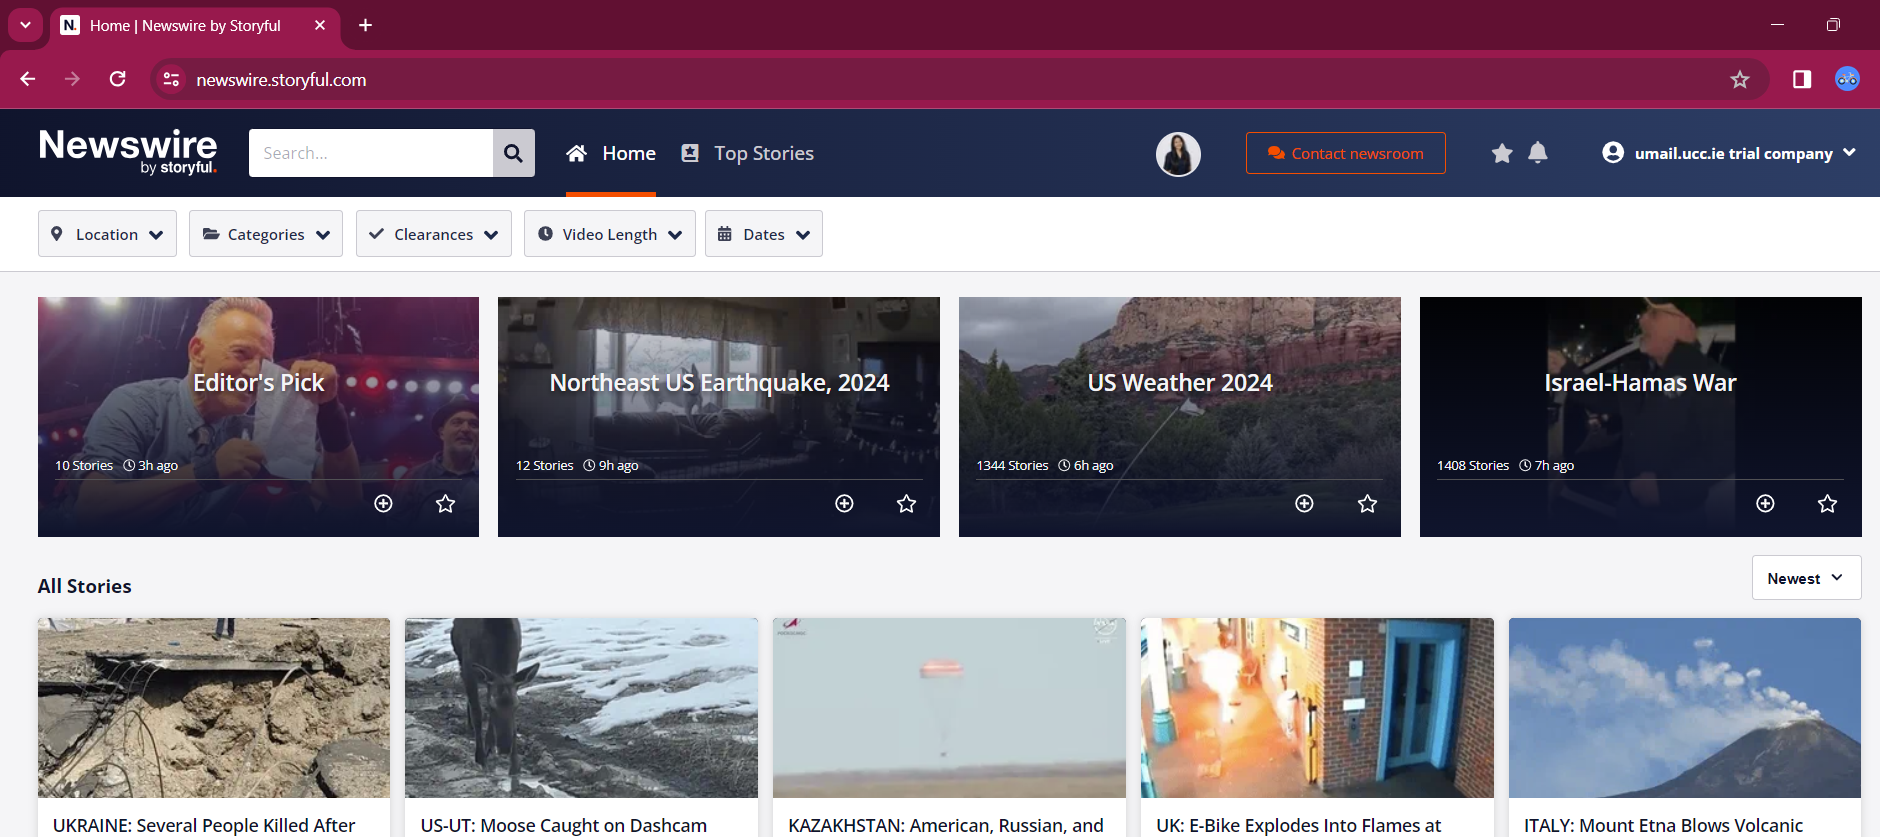 Home | Newswire by Storyful
newswire.storyful.com
Newswire
by storyful.
Search...
Home
Top Stories
Contact newsroom
umail.ucc.ie trial company
Location
Categories
Clearances
Video Length
Dates
Editor's Pick
10 Stories 3h ago
Northeast US Earthquake, 2024
12 Stories 9h ago
US Weather 2024
1344 Stories 6h ago
Israel-Hamas War
1408 Stories 7h ago
All Stories
Newest
UKRAINE: Several People Killed After
US-UT: Moose Caught on Dashcam
KAZAKHSTAN: American, Russian, and
UK: E-Bike Explodes Into Flames at
ITALY: Mount Etna Blows Volcanic